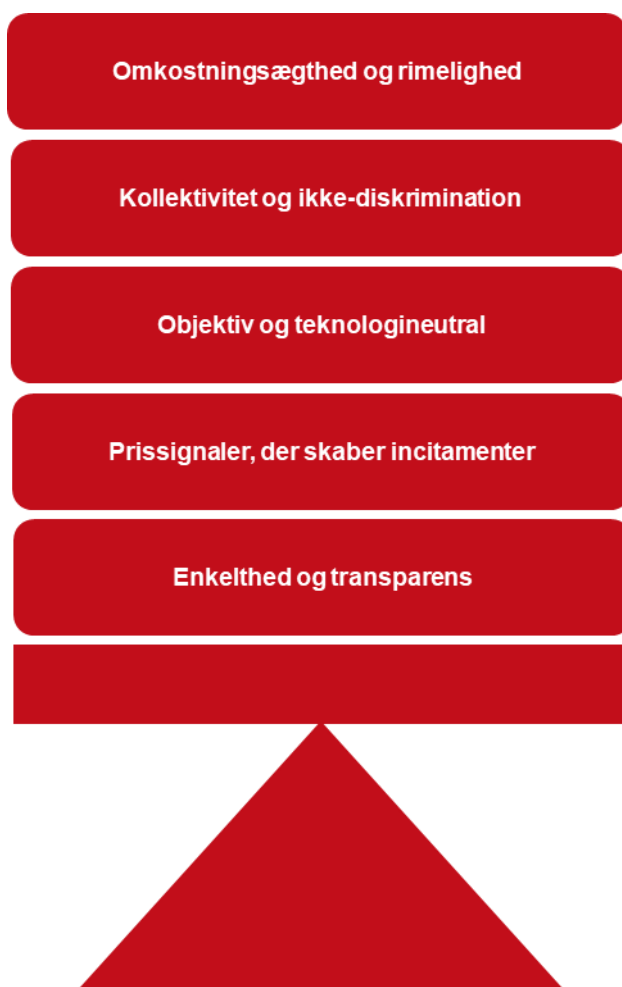 Omkostningsægthed og rimelighed
Kollektivitet og ikke-diskrimination
Objektiv og teknologineutral
Prissignaler, der skaber incitamenter
Enkelthed og transparens